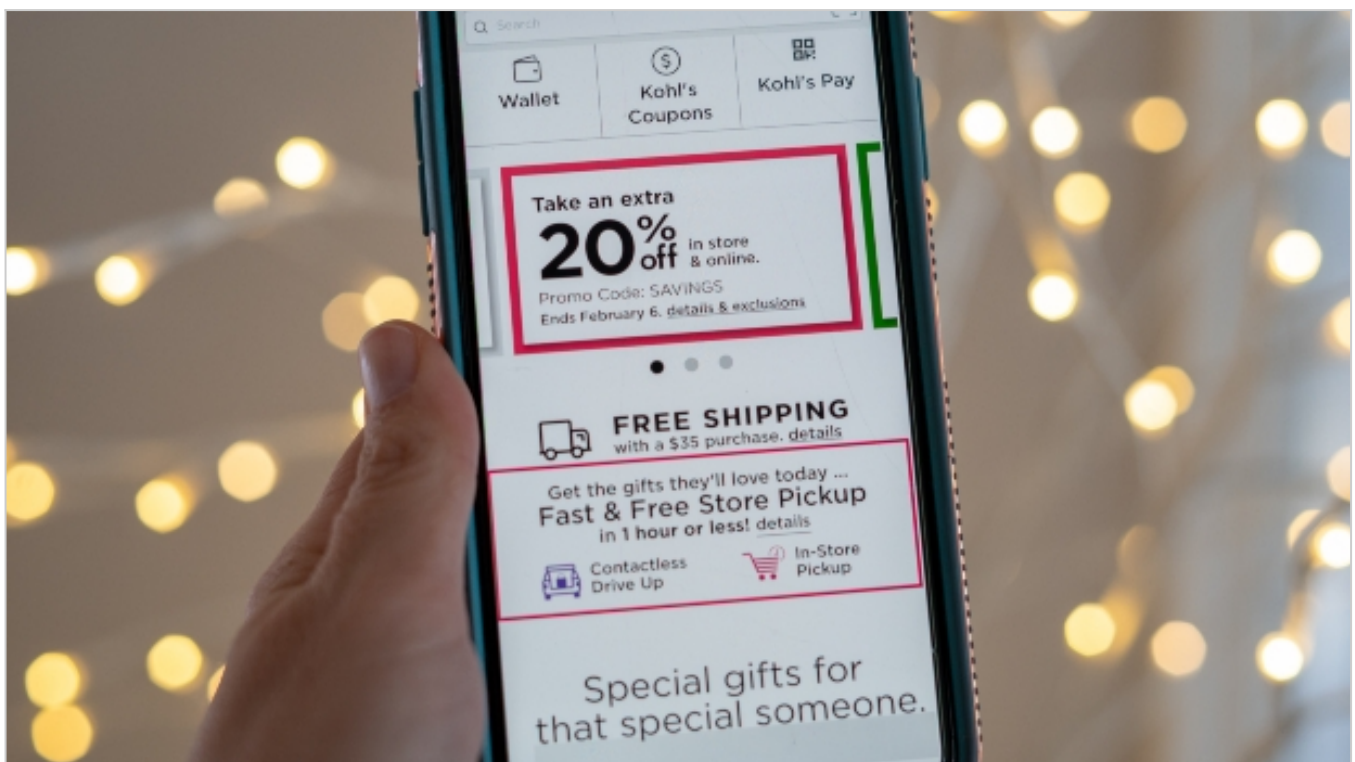 Search
Wallet
Kohl's
Coupons
Kohl's Pay
Take an extra
20% off in store
& online.
Promo Code: SAVINGS
Ends February 6. details & exclusions
FREE SHIPPING
with a $35 purchase. details
Get the gifts they'll love today ...
Fast & Free Store Pickup
in 1 hour or less! details
Contactless
Drive Up
In-Store
Pickup
Special gifts for
that special someone.